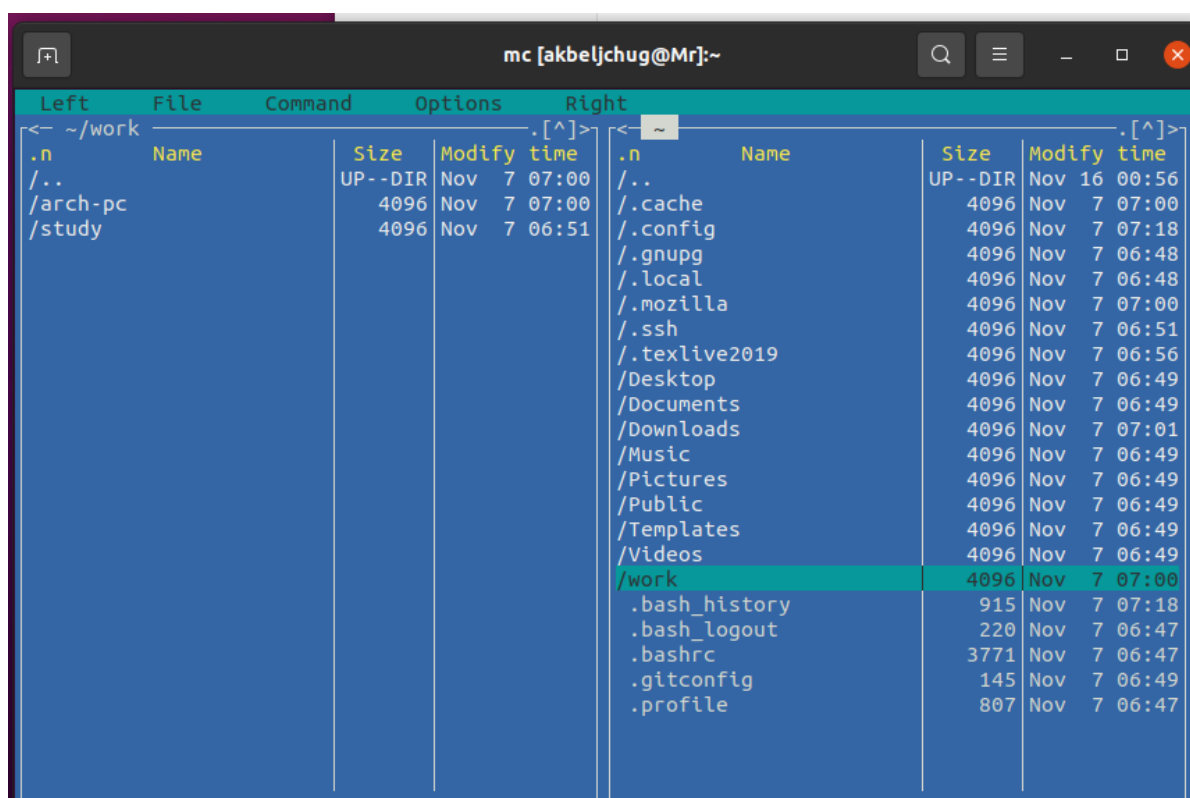 mc [akbeljchug@Mr]:~
Left File Command Options Right
<— ~/work —.[^]>
.n Name Size Modify time
/.. UP--DIR Nov 7 07:00
/arch-pc 4096 Nov 7 07:00
/study 4096 Nov 7 06:51
<— ~ —.[^]>
.n Name Size Modify time
/.. UP--DIR Nov 16 00:56
/.cache 4096 Nov 7 07:00
/.config 4096 Nov 7 07:18
/.gnupg 4096 Nov 7 06:48
/.local 4096 Nov 7 06:48
/.mozilla 4096 Nov 7 07:00
/.ssh 4096 Nov 7 06:51
/.texlive2019 4096 Nov 7 06:56
/Desktop 4096 Nov 7 06:49
/Documents 4096 Nov 7 06:49
/Downloads 4096 Nov 7 07:01
/Music 4096 Nov 7 06:49
/Pictures 4096 Nov 7 06:49
/Public 4096 Nov 7 06:49
/Templates 4096 Nov 7 06:49
/Videos 4096 Nov 7 06:49
/work 4096 Nov 7 07:00
.bash_history 915 Nov 7 07:18
.bash_logout 220 Nov 7 06:47
.bashrc 3771 Nov 7 06:47
.gitconfig 145 Nov 7 06:49
.profile 807 Nov 7 06:47